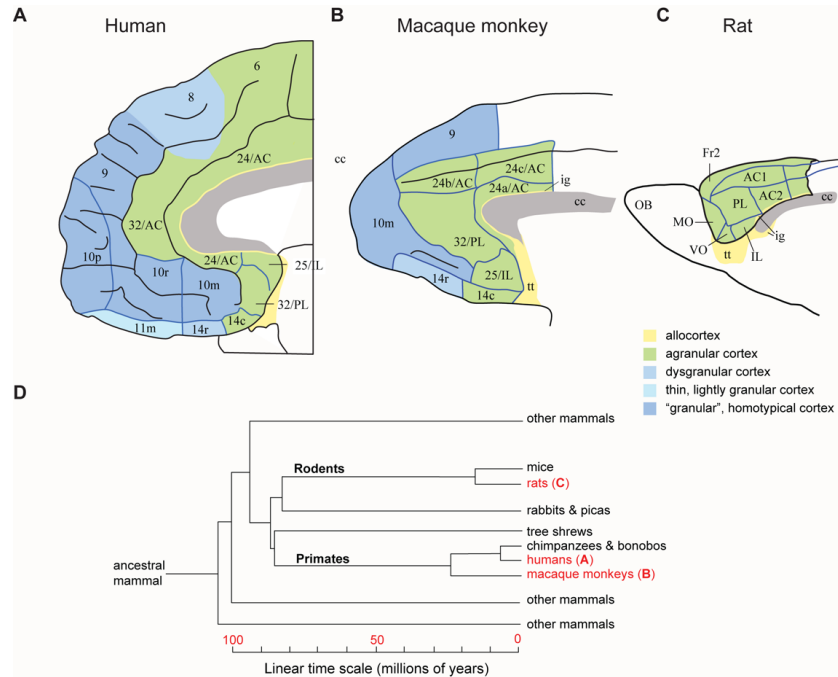 A
Human
B
Macaque monkey
C
Rat
6
8
9
24/AC
cc
32/AC
24/AC
25/IL
10p
10r
10m
32/PL
11m
14r
14c
9
24c/AC
24b/AC
24a/AC
ig
cc
10m
32/PL
25/IL
14r
14c
tt
Fr2
AC1
AC2
OB
PL
cc
MO
VO
IL
ig
tt
allocortex
agranular cortex
dysgranular cortex
thin, lightly granular cortex
"granular", homotypical cortex
D
other mammals
Rodents
mice
rats (C)
rabbits & picas
tree shrews
chimpanzees & bonobos
Primates
humans (A)
ancestral
mammal
macaque monkeys (B)
other mammals
other mammals
100
50
0
Linear time scale (millions of years)